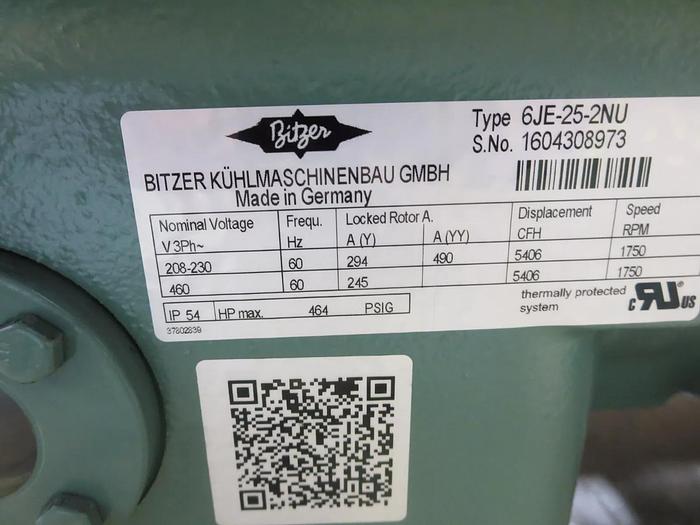 Bitzer
Type 6JE-25-2NU
S.No. 1604308973
BITZER KÜHLMASCHINENBAU GMBH
Made in Germany
Nominal Voltage Frequ. Locked Rotor A. Displacement Speed
V 3Ph~ Hz A (Y) A (YY) CFH RPM
208-230 60 294 490 5406 1750
460 60 245 5406 1750
IP 54 HP max. 464 PSIG
thermally protected
system
c RU ® US
37802839